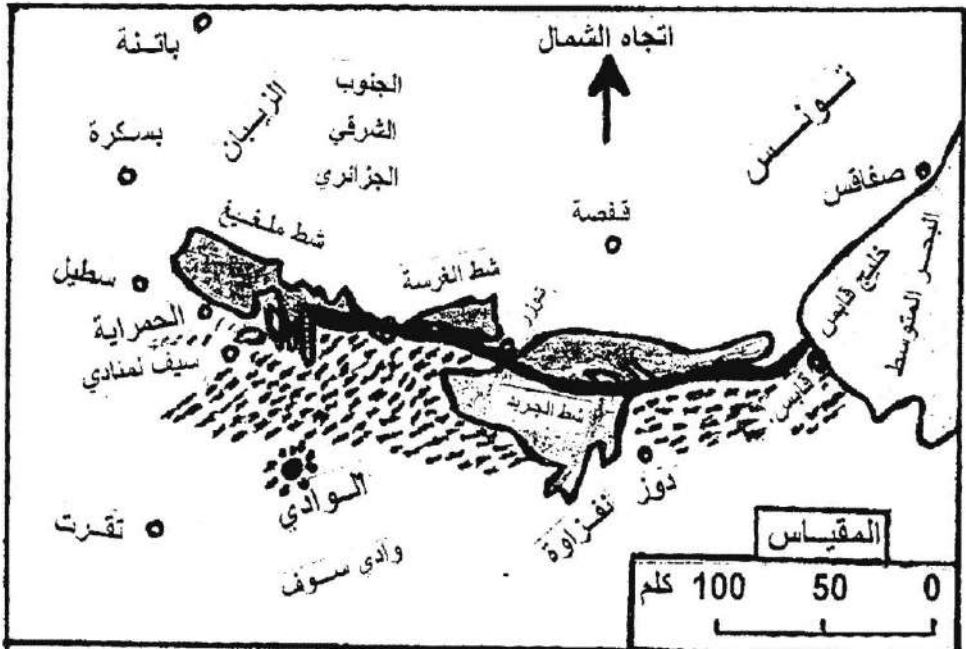 اتجاه الشمال
باتنة
الجنوب
الشرقي
الجزائري
الزيبان
تونس
بسكرة
صفاقس
قفصة
شط ملغيغ
البحر المتوسط
خليج قابس
شط الغرسة
سطيل
توزر
الحمراية
سيف لمنادي
قابس
شط الجريد
دوز
نفزاوة
الوادي
تقرت
وادي سوف
المقياس
0 50 100 كلم